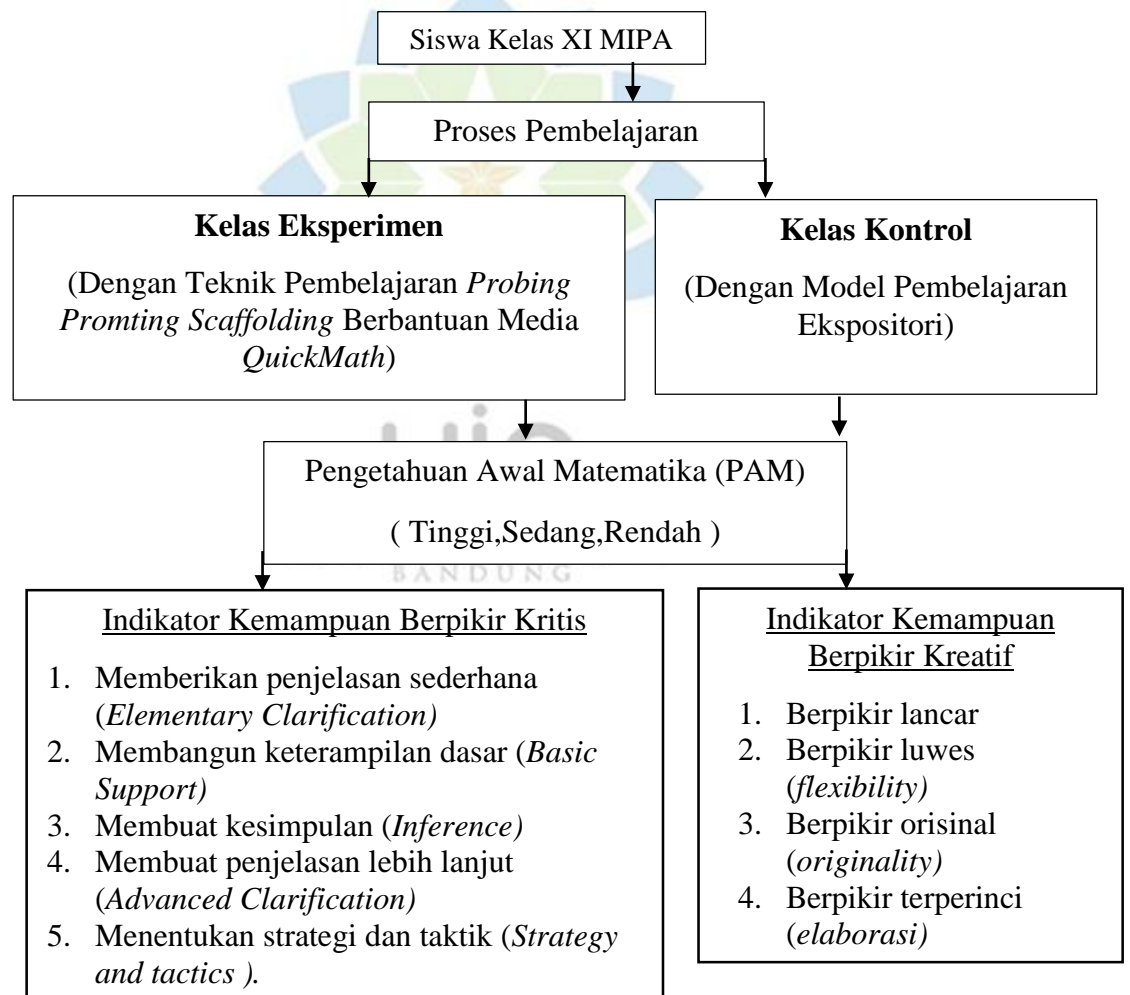 Siswa Kelas XI MIPA
Proses Pembelajaran
Kelas Eksperimen
(Dengan Teknik Pembelajaran Probing
Promting Scaffolding Berbantuan Media
QuickMath)
Kelas Kontrol
(Dengan Model Pembelajaran
Ekspositori)
uin
Pengetahuan Awal Matematika (PAM)
( Tinggi,Sedang,Rendah )
BANDUNG
Indikator Kemampuan Berpikir Kritis
1. Memberikan penjelasan sederhana
(Elementary Clarification)
2. Membangun keterampilan dasar (Basic
Support)
3. Membuat kesimpulan (Inference)
4. Membuat penjelasan lebih lanjut
(Advanced Clarification)
5. Menentukan strategi dan taktik (Strategy
and tactics ).
Indikator Kemampuan
Berpikir Kreatif
1. Berpikir lancar
2. Berpikir luwes
(flexibility)
3. Berpikir orisinal
(originality)
4. Berpikir terperinci
(elaborasi)